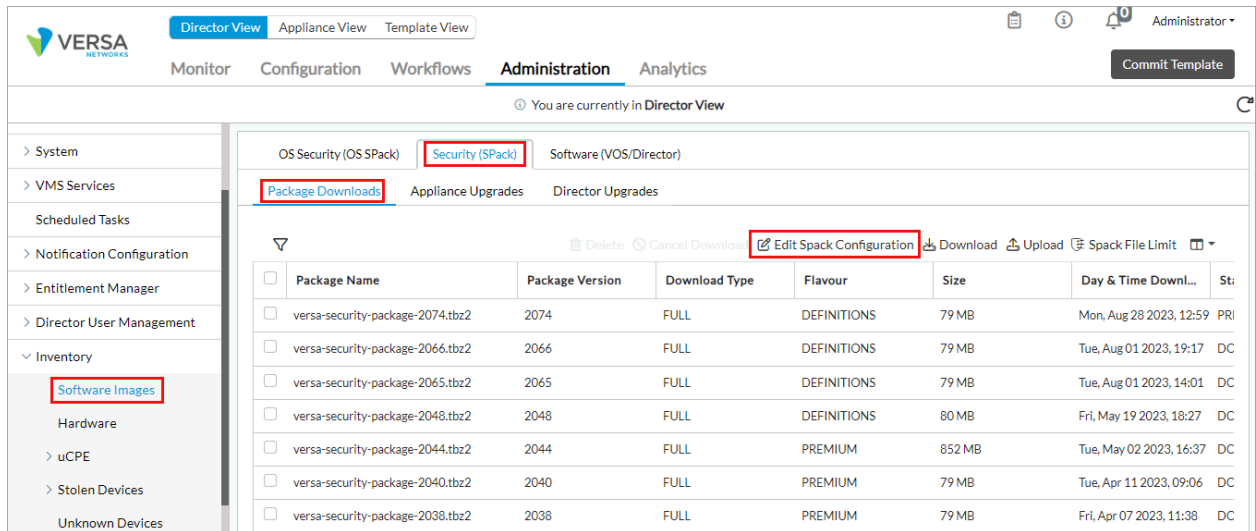 Director View Appliance View Template View 0 Administrator
VERSA
NETWORKS
Monitor Configuration Workflows Administration Analytics Commit Template
You are currently in Director View
System
VMS Services
Scheduled Tasks
Notification Configuration
Entitlement Manager
Director User Management
Inventory
Software Images
Hardware
uCPE
Stolen Devices
Unknown Devices
OS Security (OS SPack) Security (SPack) Software (VOS/Director)
Package Downloads Appliance Upgrades Director Upgrades
Delete Cancel Download Edit Spack Configuration Download Upload Spack File Limit
Package Name Package Version Download Type Flavour Size Day & Time Downl... Sta
versa-security-package-2074.tbz2 2074 FULL DEFINITIONS 79 MB Mon, Aug 28 2023, 12:59 PRI
versa-security-package-2066.tbz2 2066 FULL DEFINITIONS 79 MB Tue, Aug 01 2023, 19:17 DO
versa-security-package-2065.tbz2 2065 FULL DEFINITIONS 79 MB Tue, Aug 01 2023, 14:01 DO
versa-security-package-2048.tbz2 2048 FULL DEFINITIONS 80 MB Fri, May 19 2023, 18:27 DO
versa-security-package-2044.tbz2 2044 FULL PREMIUM 852 MB Tue, May 02 2023, 16:37 DO
versa-security-package-2040.tbz2 2040 FULL PREMIUM 79 MB Tue, Apr 11 2023, 09:06 DO
versa-security-package-2038.tbz2 2038 FULL PREMIUM 79 MB Fri, Apr 07 2023, 11:38 DO